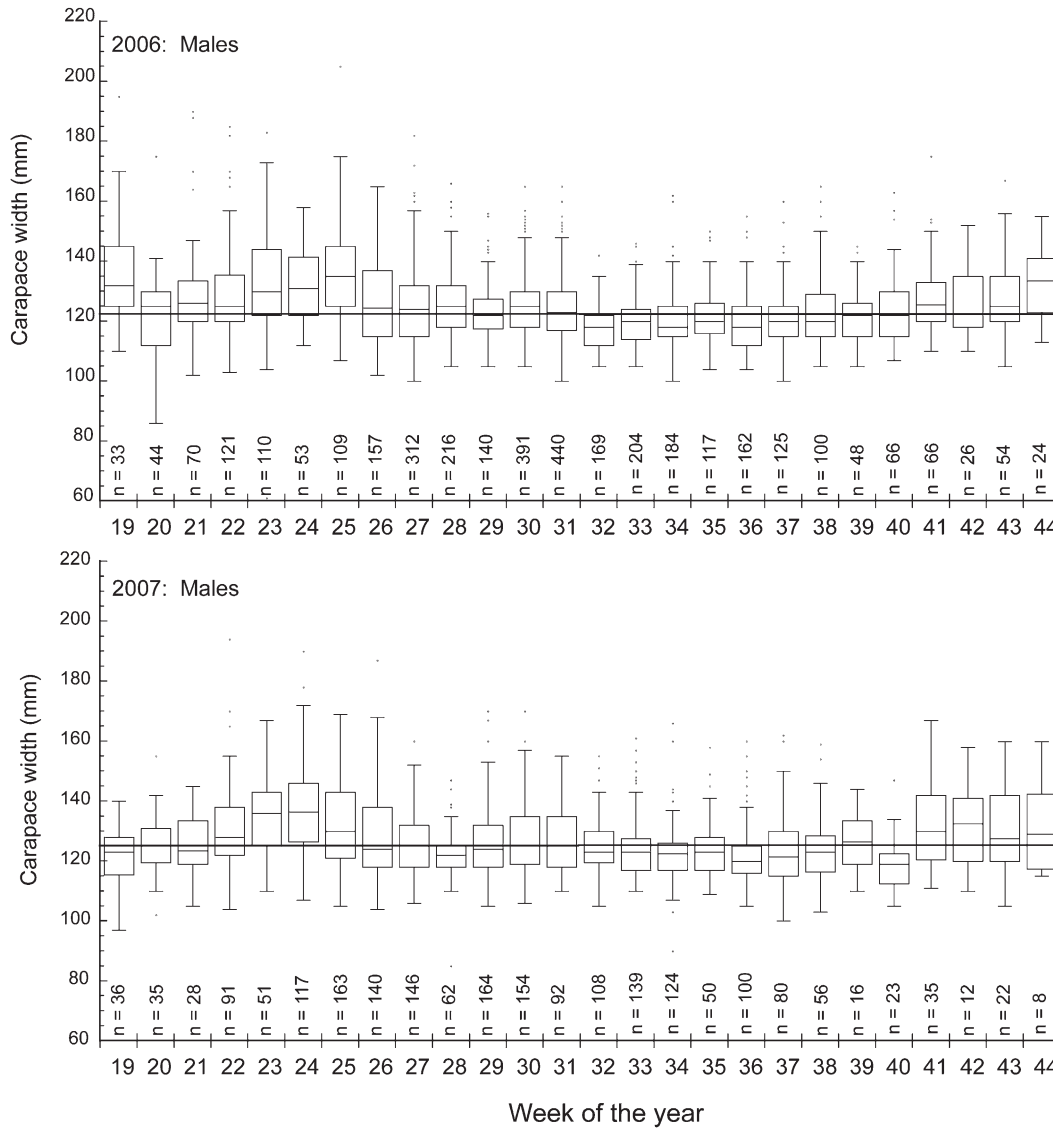 220
200
180
160
140
120
100
80
60
Carapace width (mm)
2006: Males
n = 33
n = 44
n = 70
n = 121
n = 110
n = 53
n = 109
n = 157
n = 312
n = 216
n = 140
n = 391
n = 440
n = 169
n = 204
n = 184
n = 117
n = 162
n = 125
n = 100
n = 48
n = 66
n = 66
n = 26
n = 54
n = 24
19 20 21 22 23 24 25 26 27 28 29 30 31 32 33 34 35 36 37 38 39 40 41 42 43 44
220
200
180
160
140
120
100
80
60
Carapace width (mm)
2007: Males
n = 36
n = 35
n = 28
n = 91
n = 51
n = 117
n = 163
n = 140
n = 146
n = 62
n = 164
n = 154
n = 92
n = 108
n = 139
n = 124
n = 50
n = 100
n = 80
n = 56
n = 16
n = 23
n = 35
n = 12
n = 22
n = 8
19 20 21 22 23 24 25 26 27 28 29 30 31 32 33 34 35 36 37 38 39 40 41 42 43 44
Week of the year